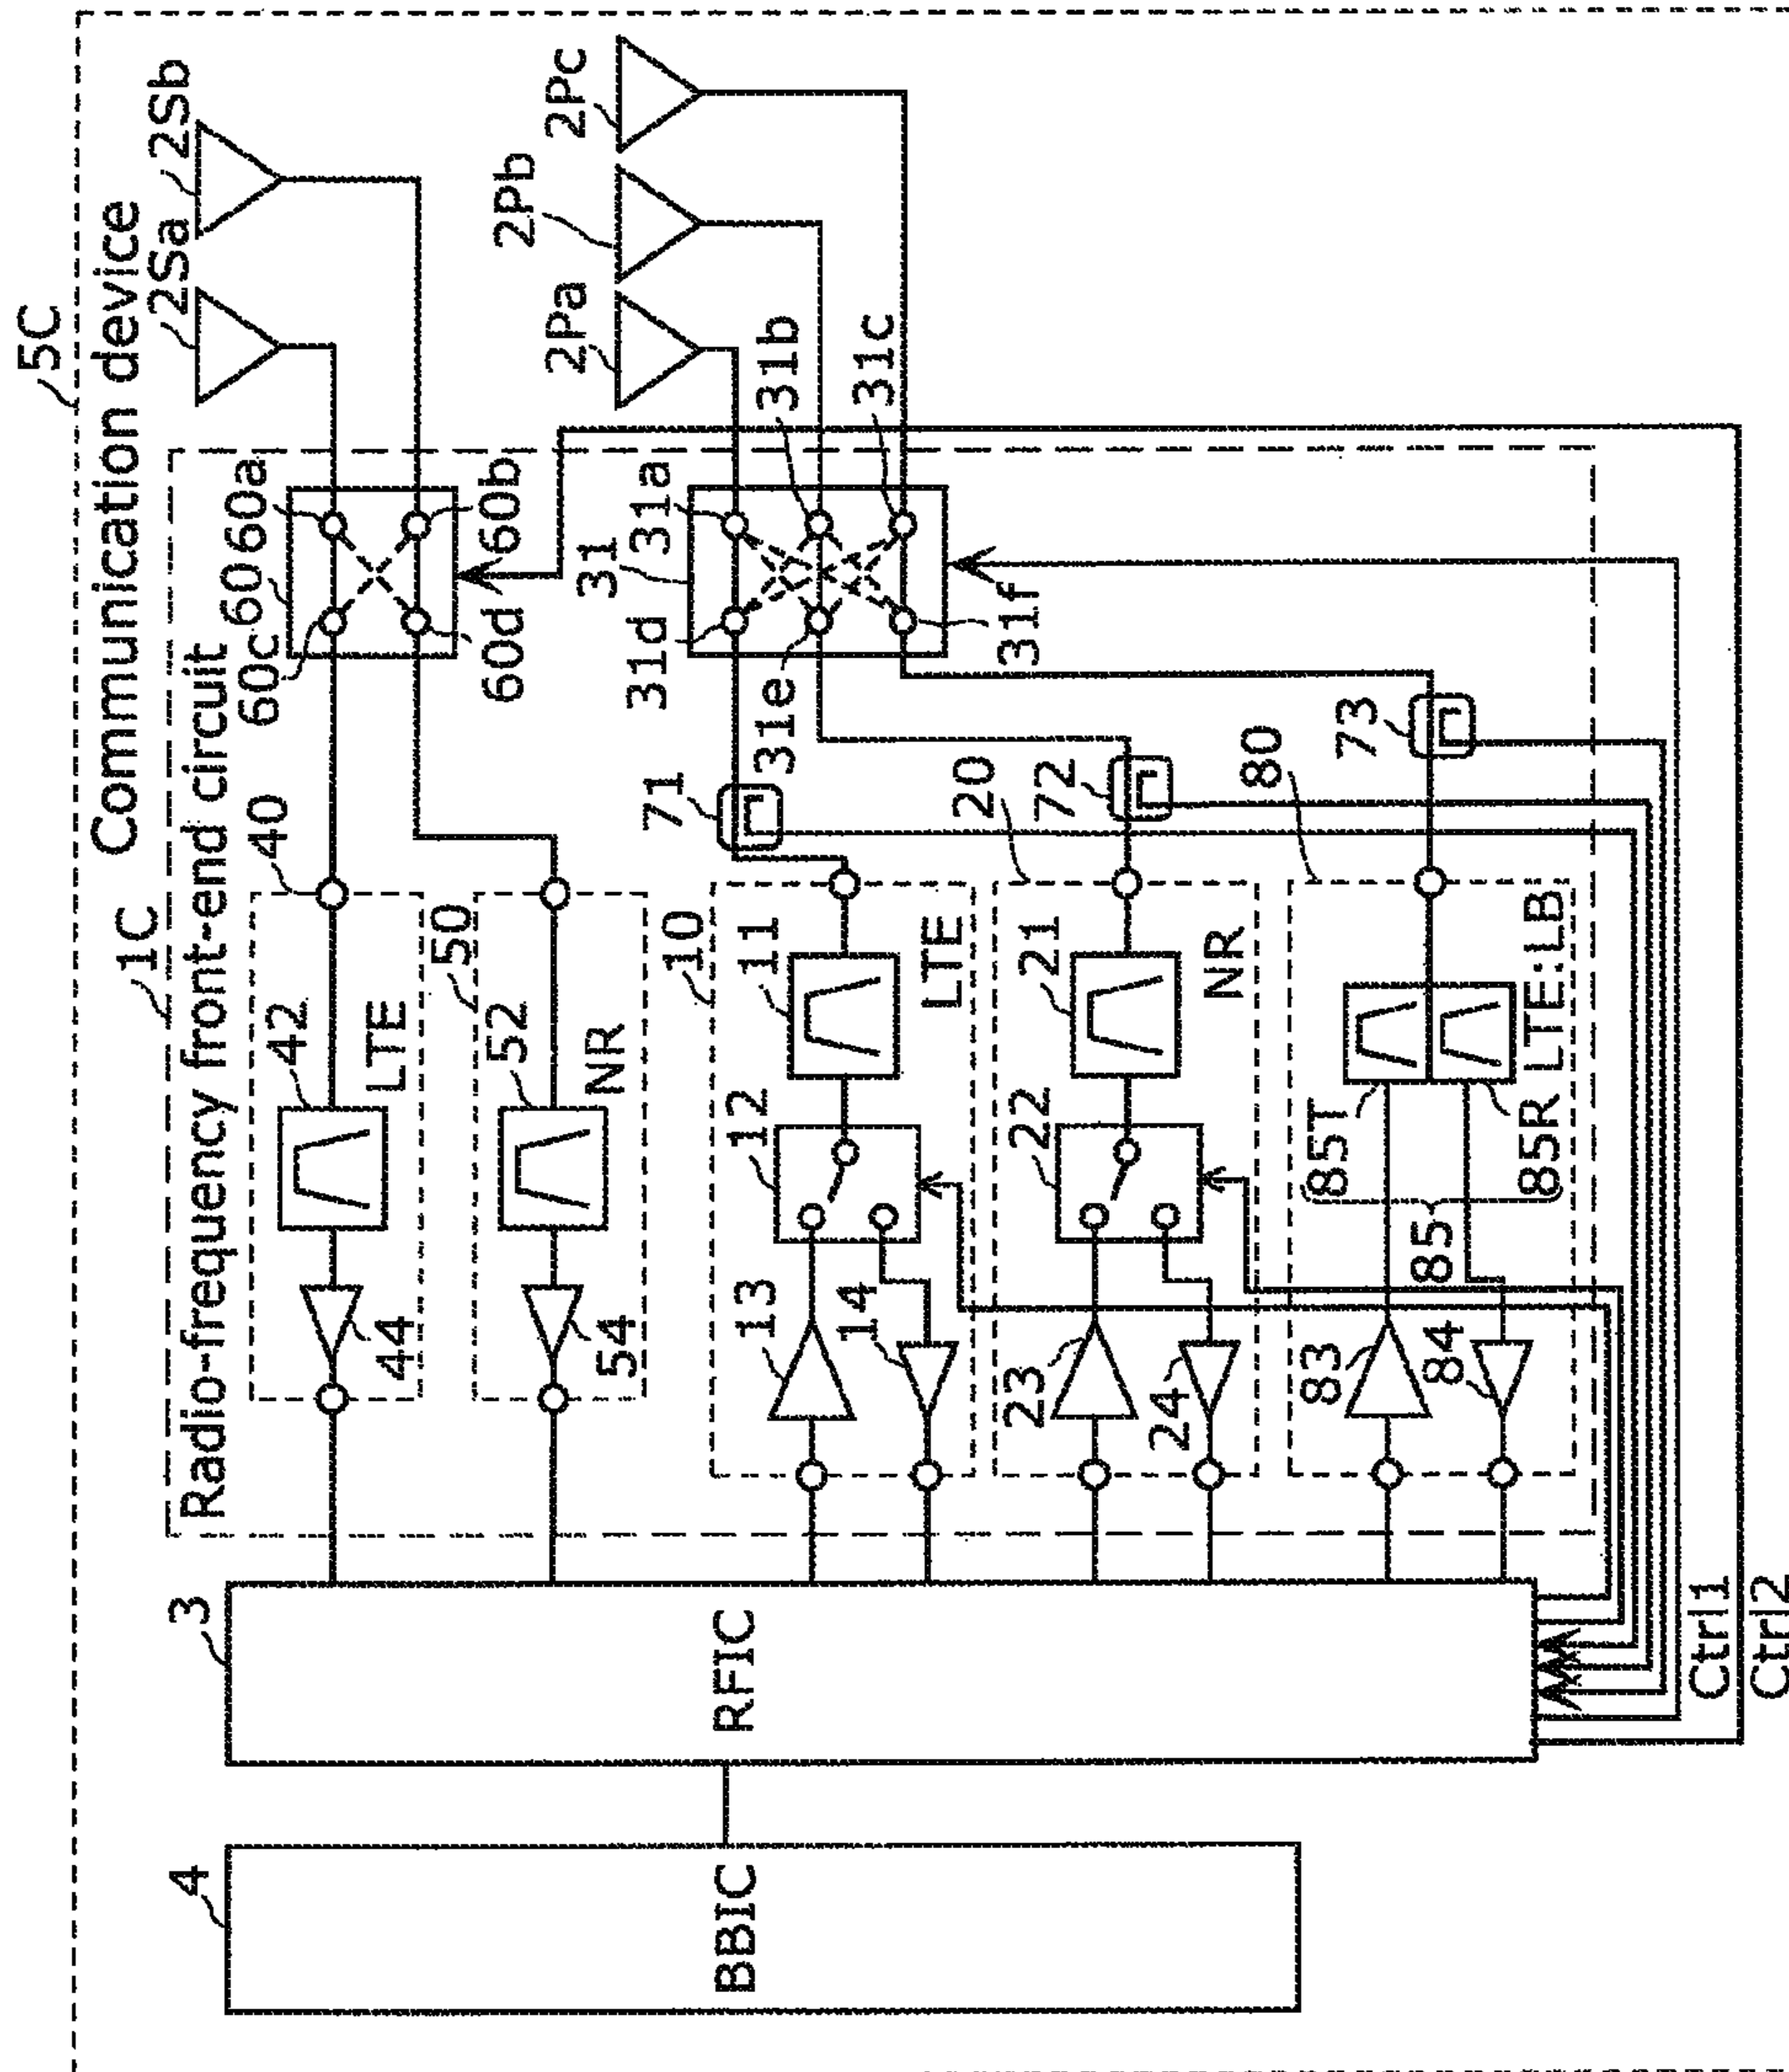 5C
Communication device
1C
Radio-frequency front-end circuit
2Sa
2Sb
60c
60
60a
60d
60b
40
42
LTE
44
50
52
NR
54
2Pa
2Pb
2Pc
31
31a
31b
31c
31d
31e
31f
71
72
73
10
11
12
13
14
LTE
20
21
22
23
24
NR
80
83
84
85T
85R
85
LTE:LB
3
RFIC
4
BBIC
Ctrl1
Ctrl2